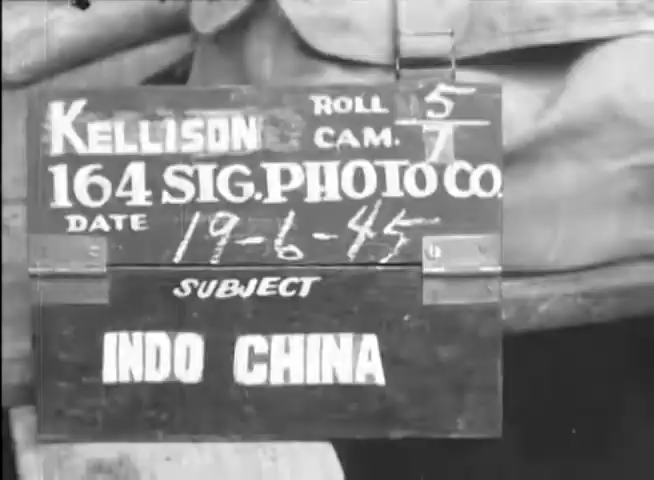 KELLISON ROLL 5
CAM. 7
164 SIG. PHOTO CO.
DATE 19-6-45
SUBJECT
INDO CHINA